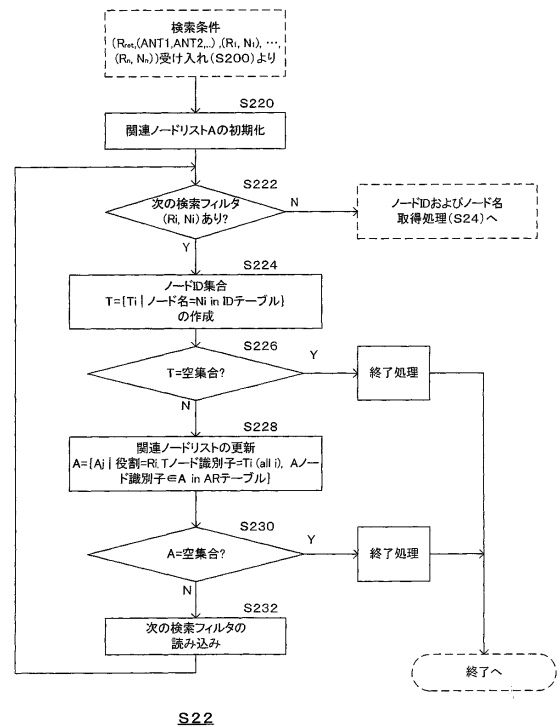 検索条件
(Rret,(ANT1,ANT2,..) ,(R1, N1), …,
(Rn, Nn))受け入れ(S200)より
S220
関連ノードリストAの初期化
S222
次の検索フィルタ
(Ri, Ni)あり?
N
ノードIDおよびノード名
取得処理(S24)へ
Y
S224
ノードID集合
T={Ti | ノード名=Ni in IDテーブル}
の作成
S226
T=空集合?
Y
終了処理
N
S228
関連ノードリストの更新
A={Aj | 役割=Ri, Tノード識別子=Ti (all i), Aノー
ド識別子∈A in ARテーブル}
S230
A=空集合?
Y
終了処理
N
S232
次の検索フィルタの
読み込み
終了へ
S22